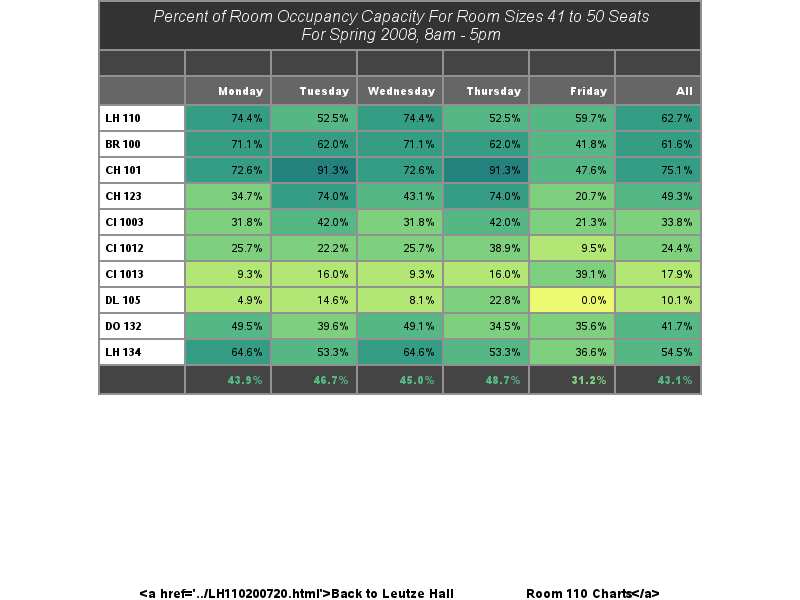 Percent of Room Occupancy Capacity For Room Sizes 41 to 50 Seats
For Spring 2008, 8am - 5pm
Monday Tuesday Wednesday Thursday Friday All
LH 110 74.4% 52.5% 74.4% 52.5% 59.7% 62.7%
BR 100 71.1% 62.0% 71.1% 62.0% 41.8% 61.6%
CH 101 72.6% 91.3% 72.6% 91.3% 47.6% 75.1%
CH 123 34.7% 74.0% 43.1% 74.0% 20.7% 49.3%
CI 1003 31.8% 42.0% 31.8% 42.0% 21.3% 33.8%
CI 1012 25.7% 22.2% 25.7% 38.9% 9.5% 24.4%
CI 1013 9.3% 16.0% 9.3% 16.0% 39.1% 17.9%
DL 105 4.9% 14.6% 8.1% 22.8% 0.0% 10.1%
DO 132 49.5% 39.6% 49.1% 34.5% 35.6% 41.7%
LH 134 64.6% 53.3% 64.6% 53.3% 36.6% 54.5%
43.9% 46.7% 45.0% 48.7% 31.2% 43.1%
<a href='../LH110200720.html'>Back to Leutze Hall Room 110 Charts</a>